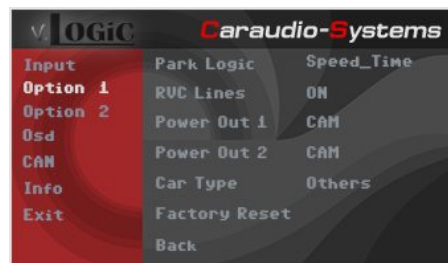 V.LOGiC Caraudio-Systems
Input Park Logic Speed_Time
Option 1 RVC Lines ON
Option 2 Power Out 1 CAM
Osd
CAN Power Out 2 CAM
Info Car Type Others
Exit Factory Reset
Back